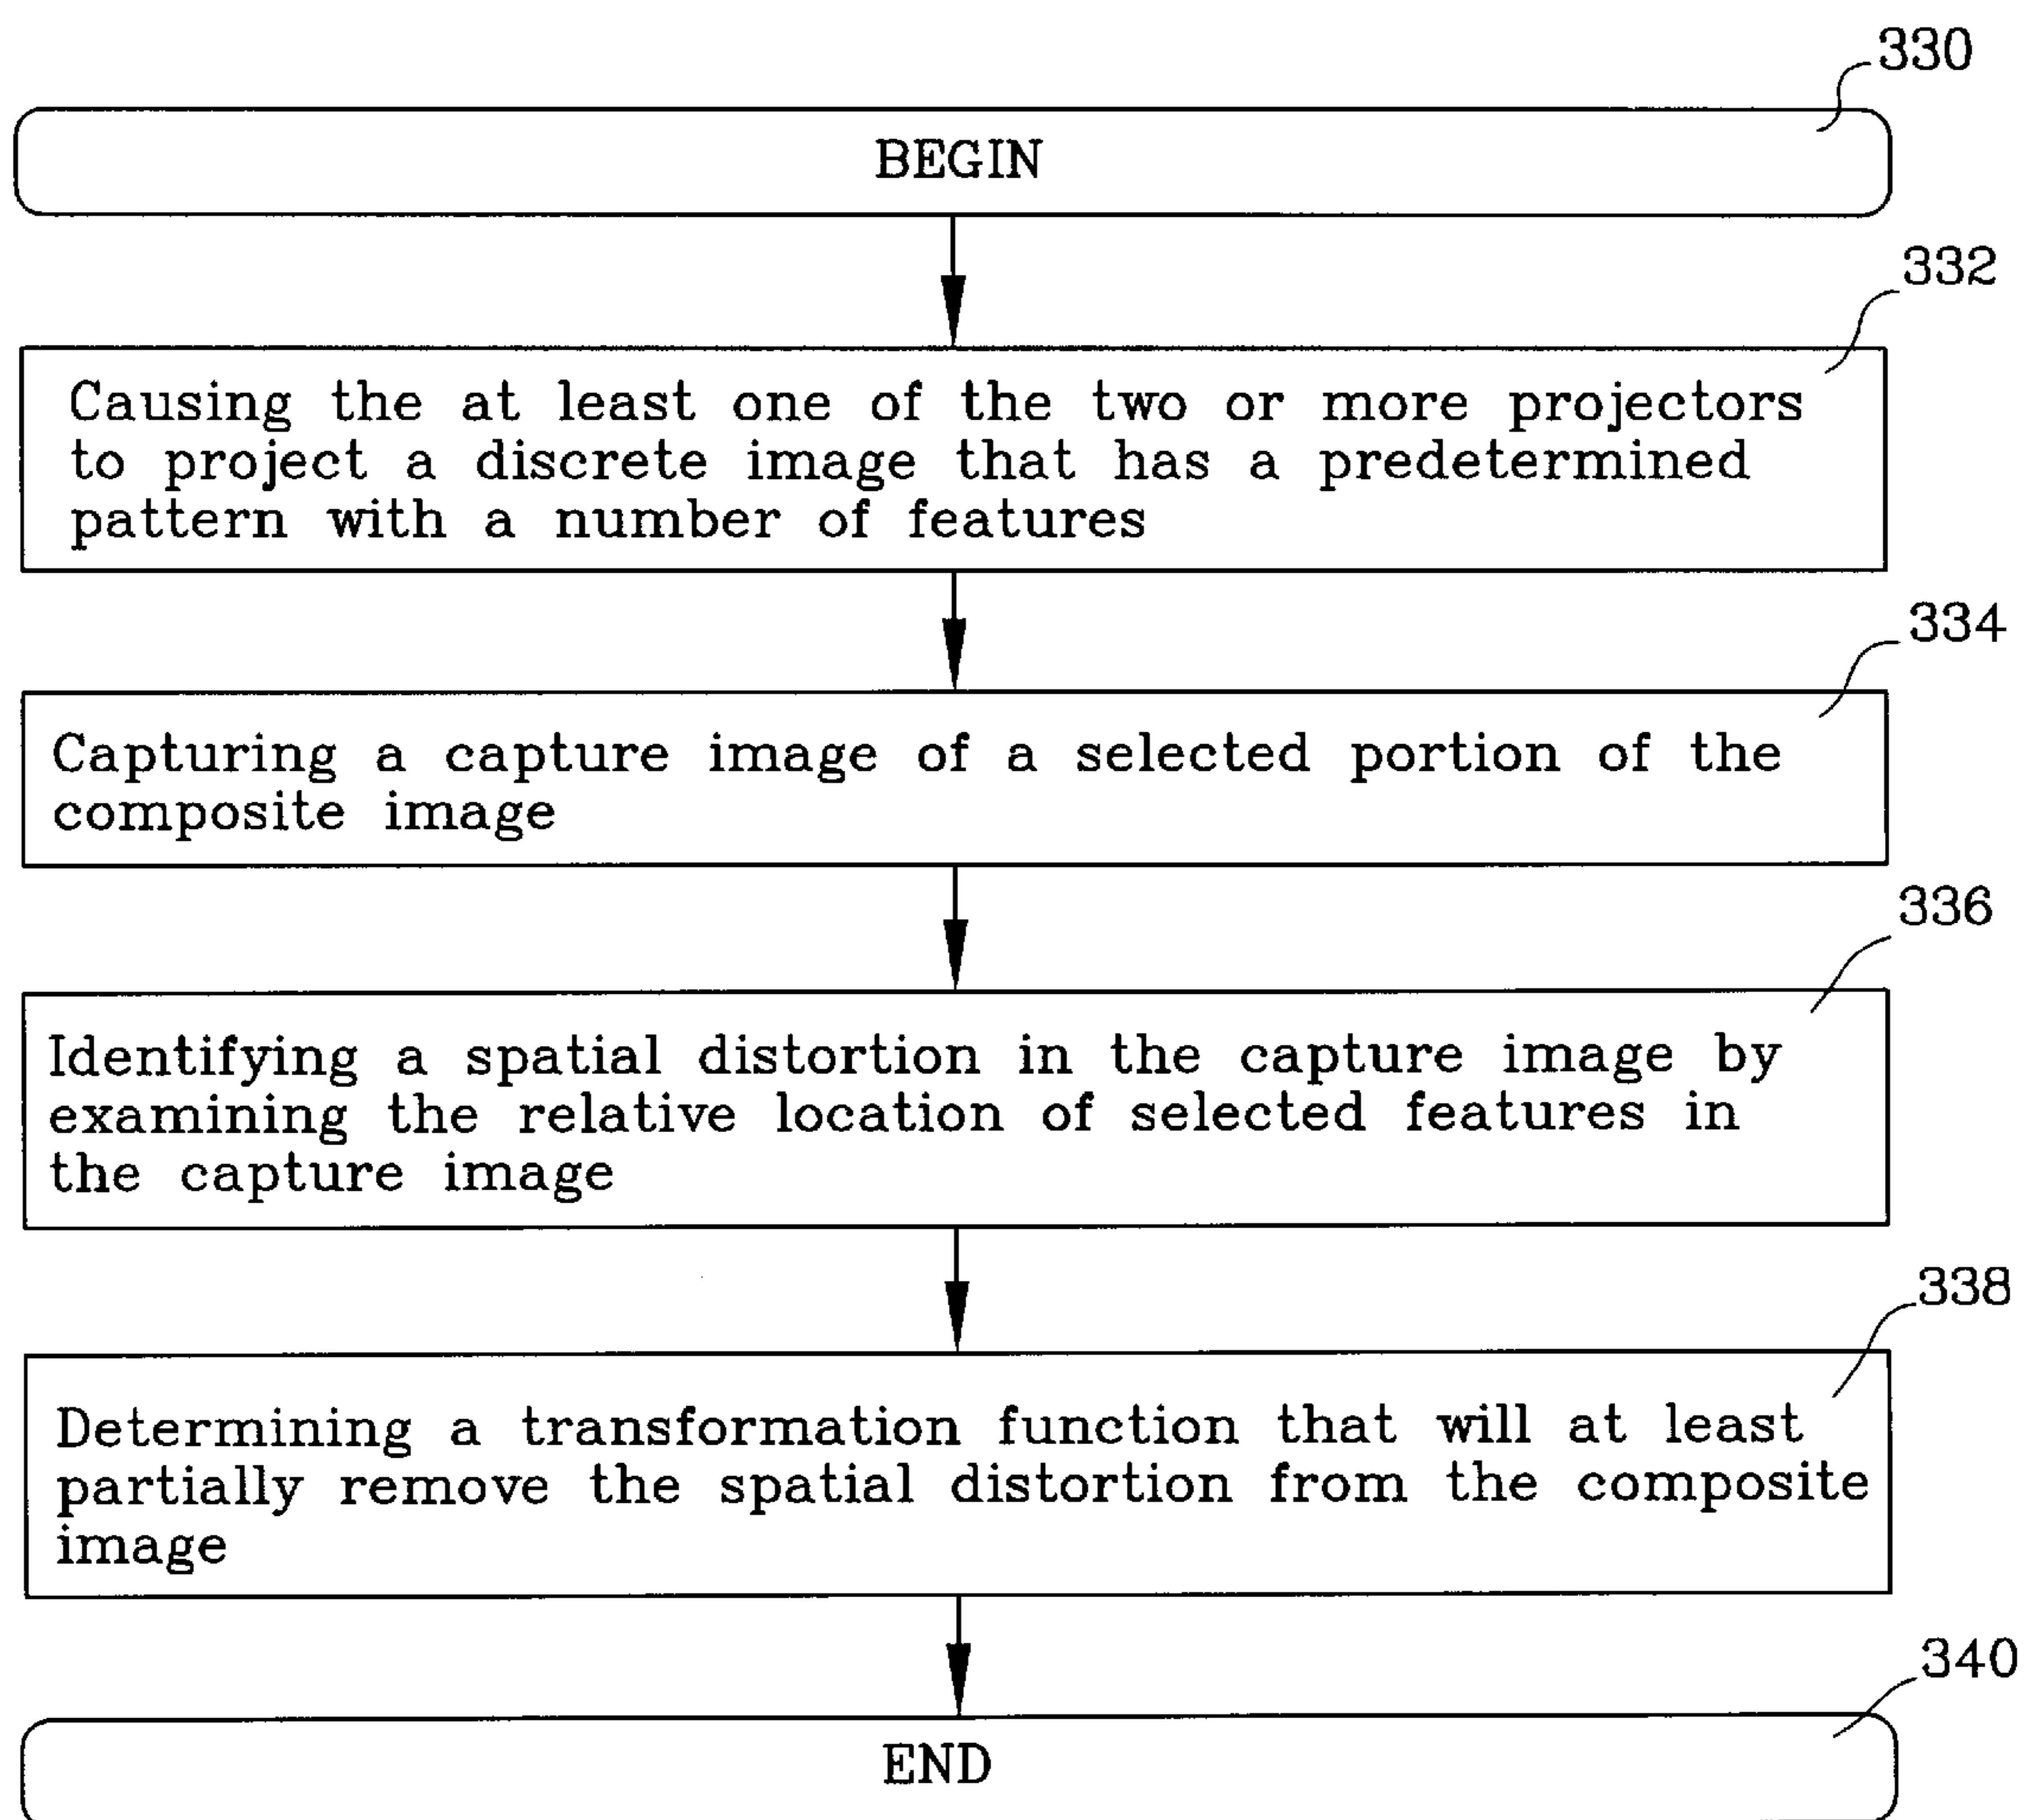 330
BEGIN
332
Causing the at least one of the two or more projectors
to project a discrete image that has a predetermined
pattern with a number of features
334
Capturing a capture image of a selected portion of the
composite image
336
Identifying a spatial distortion in the capture image by
examining the relative location of selected features in
the capture image
338
Determining a transformation function that will at least
partially remove the spatial distortion from the composite
image
340
END